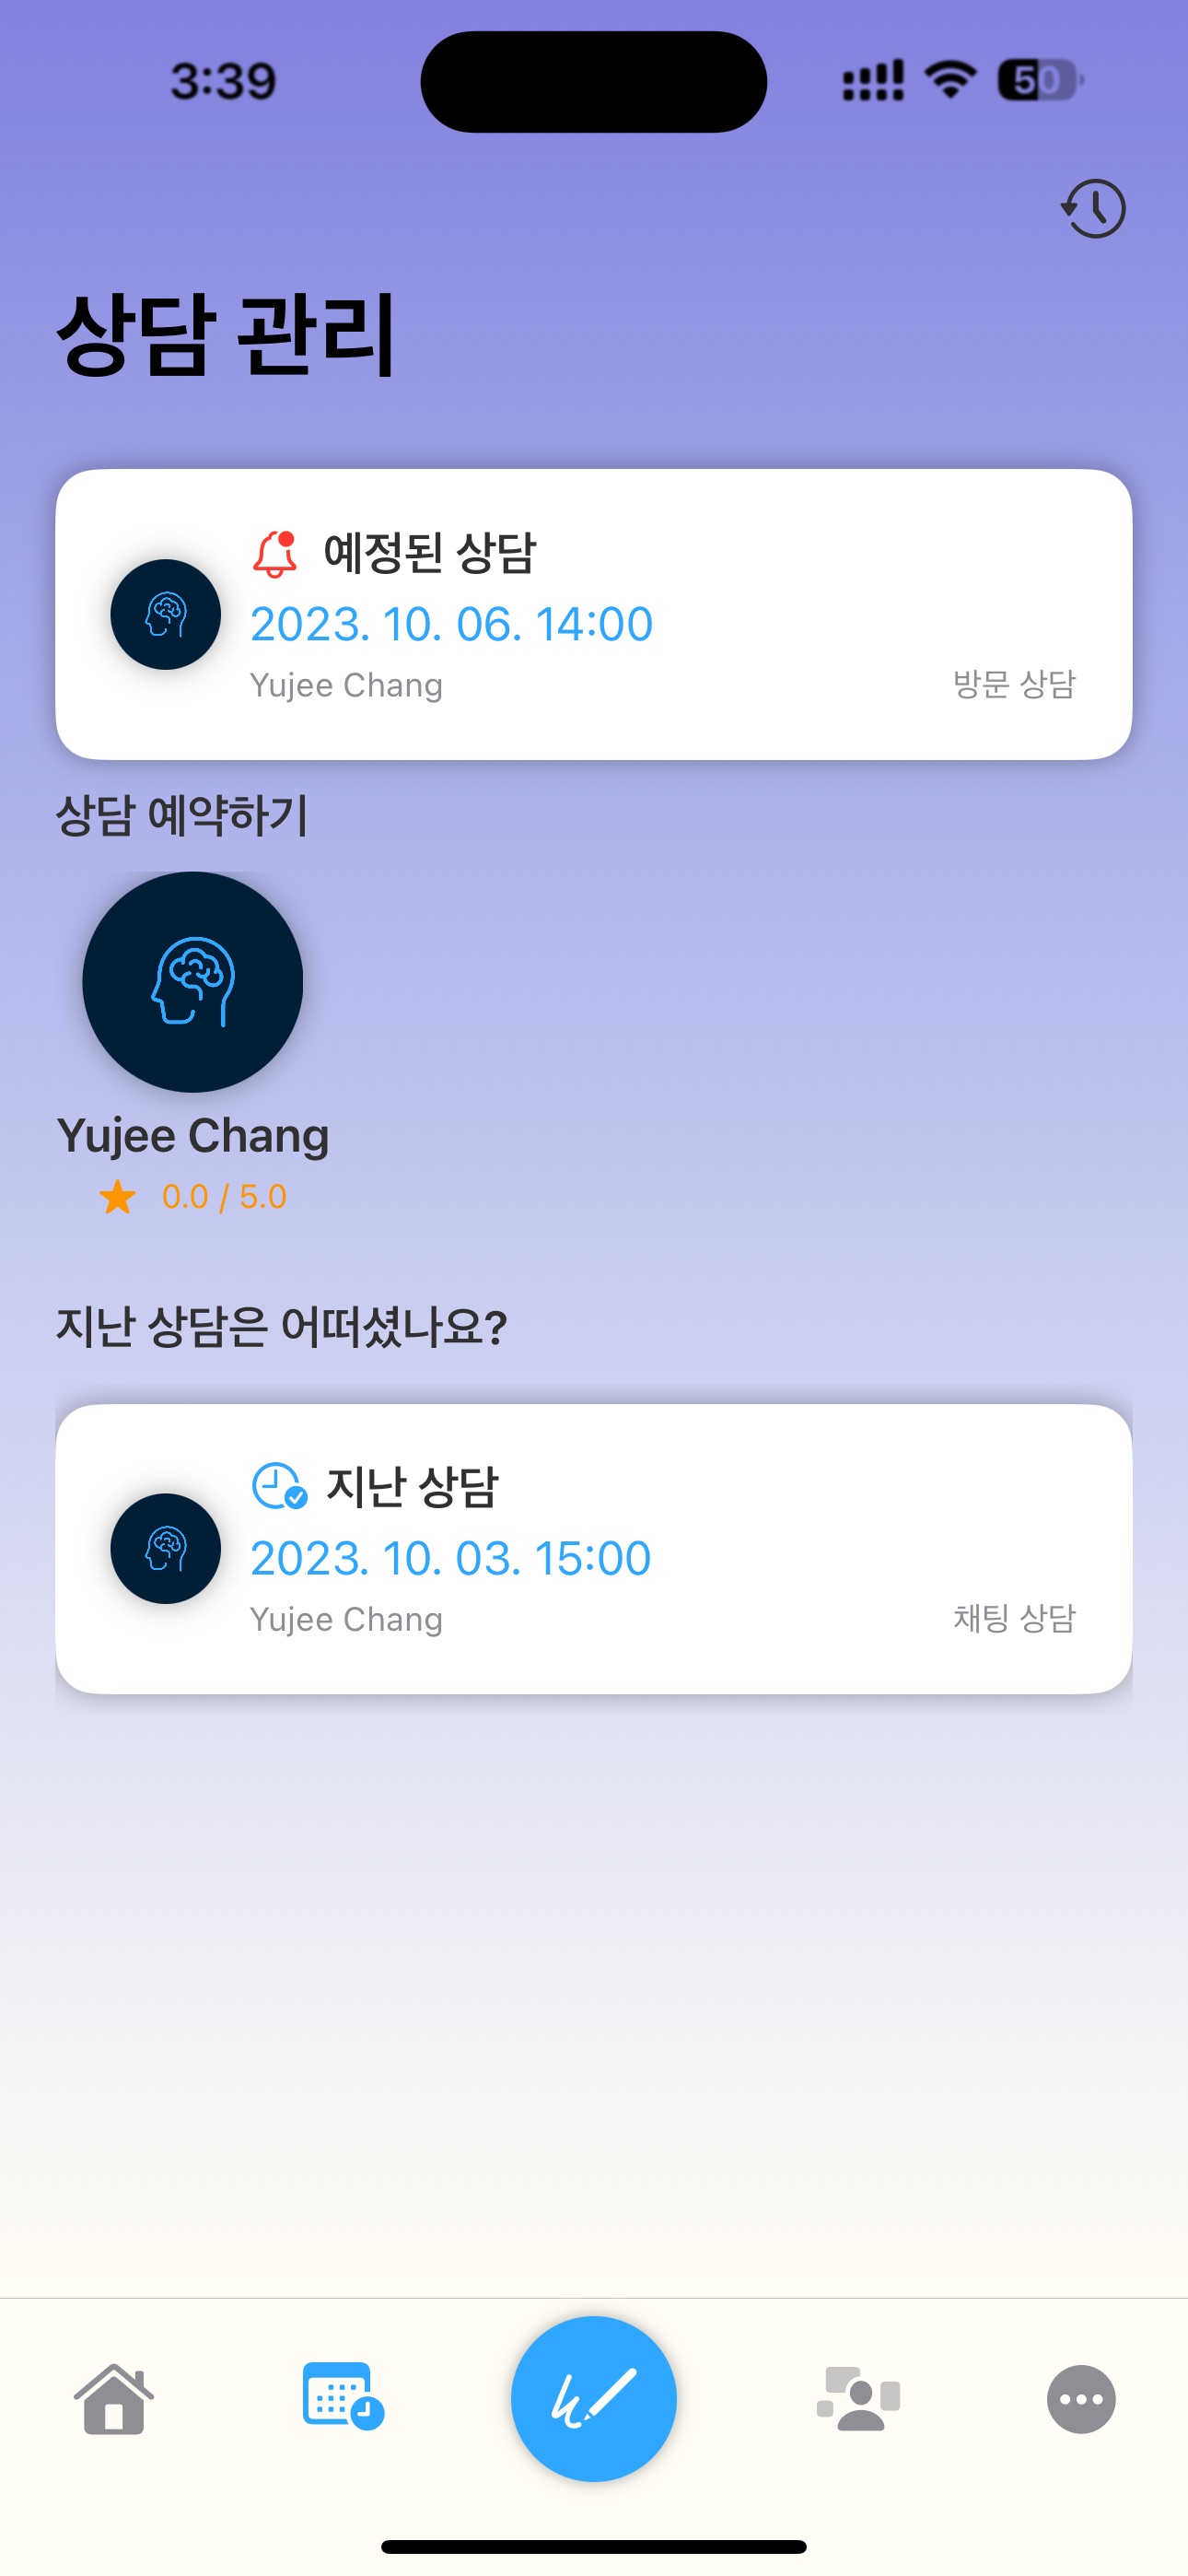 3:39
50
상담 관리
예정된 상담
2023. 10. 06. 14:00
Yujee Chang
방문 상담
상담 예약하기
Yujee Chang
0.0 / 5.0
지난 상담은 어떠셨나요?
지난 상담
2023. 10. 03. 15:00
Yujee Chang
채팅 상담